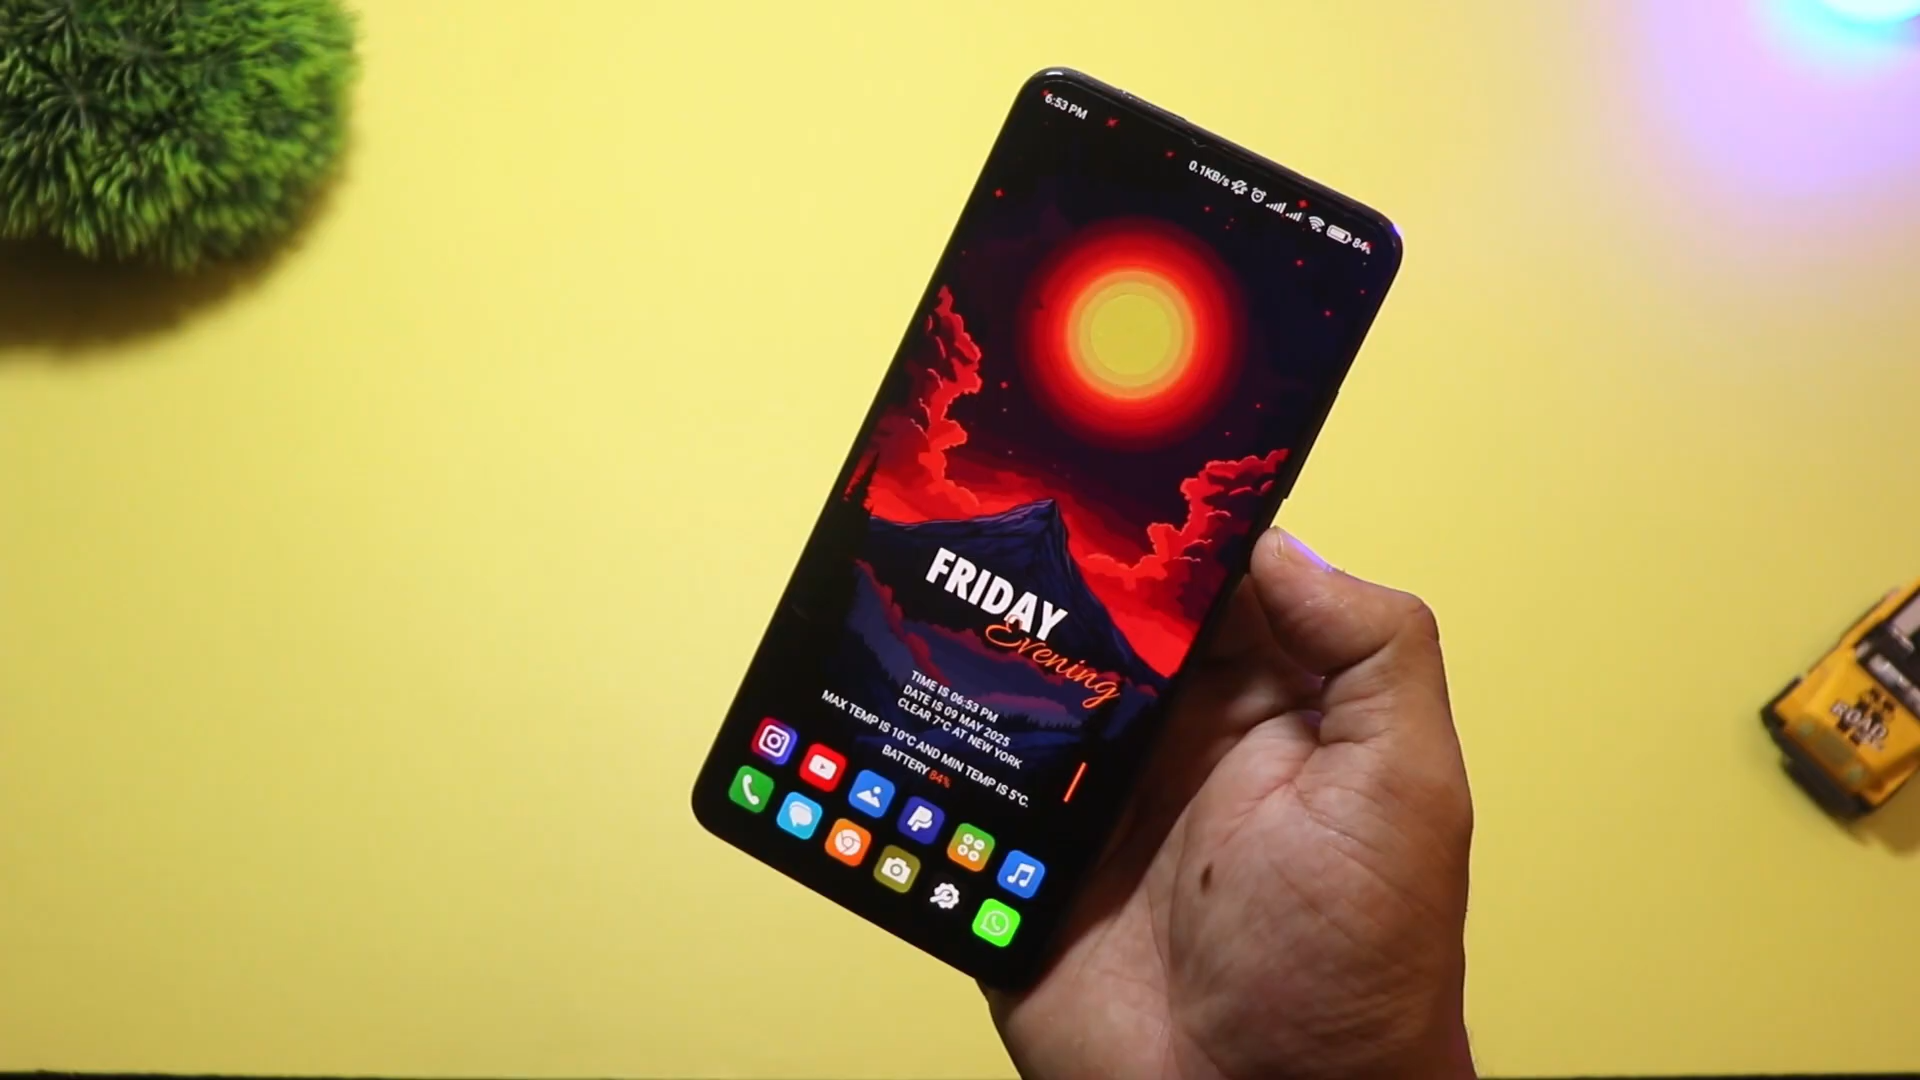 6:53 PM
0.1KB/s
84%
FRIDAY
Evening
TIME IS 06:53 PM
DATE IS 09 MAY 2025
CLEAR 7°C AT NEW YORK
MAX TEMP IS 10°C AND MIN TEMP IS 5°C.
BATTERY 84%
ROAD